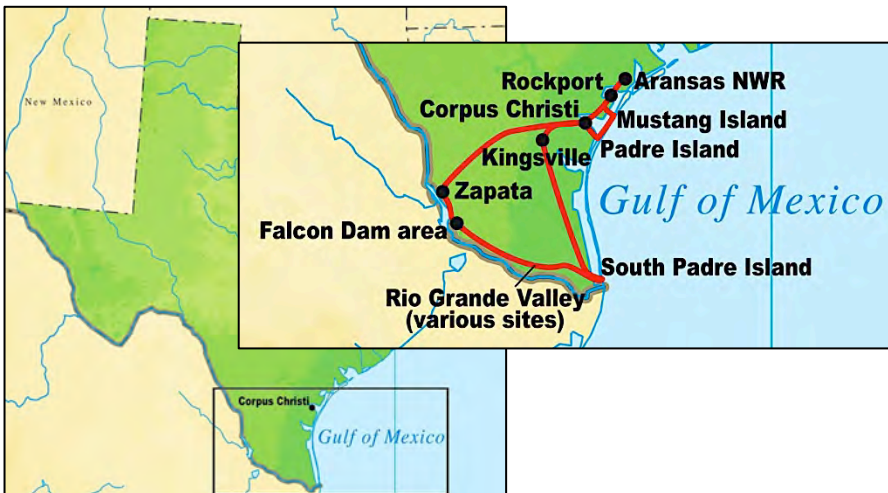 New Mexico
Corpus Christi
Gulf of Mexico
Rockport
Aransas NWR
Corpus Christi
Mustang Island
Kingsville
Padre Island
Zapata
Gulf of Mexico
Falcon Dam area
South Padre Island
Rio Grande Valley
(various sites)